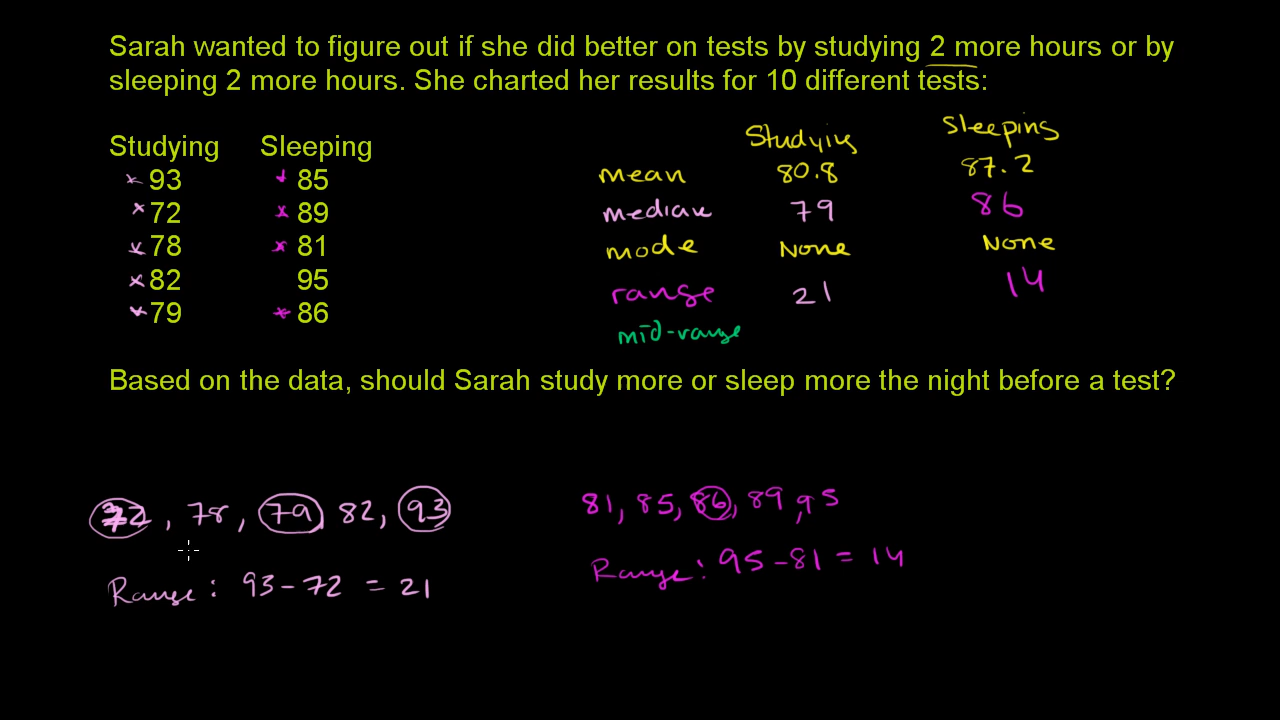 Sarah wanted to figure out if she did better on tests by studying 2 more hours or by
sleeping 2 more hours. She charted her results for 10 different tests:
Studying Sleeping
93 85
72 89
78 81
82 95
79 86
Studying Sleeping
mean 80.8 87.2
median 79 86
mode None None
range 21 14
mid-range
Based on the data, should Sarah study more or sleep more the night before a test?
72, 78, 79, 82, 93
Range: 93-72 = 21
81, 85, 86, 89, 95
Range: 95-81 = 14